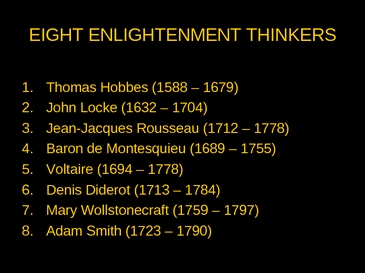 EIGHT ENLIGHTENMENT THINKERS
1. Thomas Hobbes (1588 – 1679)
2. John Locke (1632 – 1704)
3. Jean-Jacques Rousseau (1712 – 1778)
4. Baron de Montesquieu (1689 – 1755)
5. Voltaire (1694 – 1778)
6. Denis Diderot (1713 – 1784)
7. Mary Wollstonecraft (1759 – 1797)
8. Adam Smith (1723 – 1790)